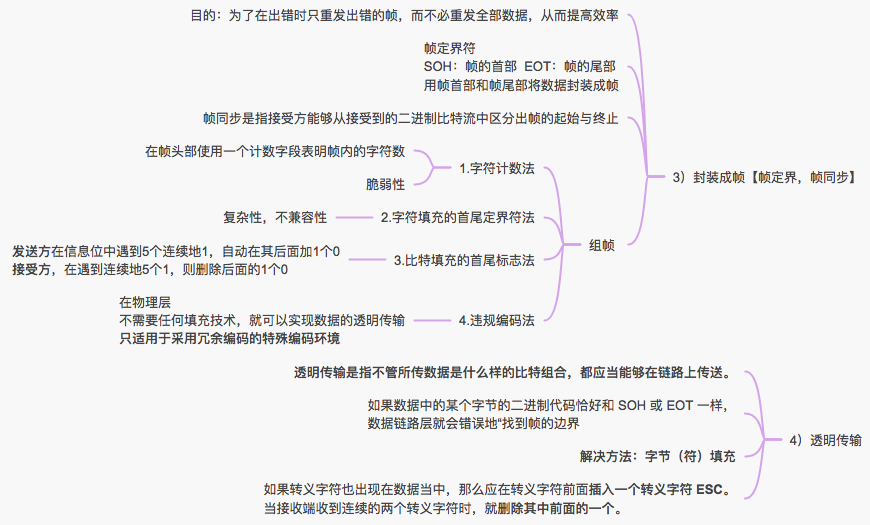 目的：为了在出错时只重发出错的帧，而不必重发全部数据，从而提高效率
帧定界符
SOH：帧的首部 EOT：帧的尾部
用帧首部和帧尾部将数据封装成帧
帧同步是指接受方能够从接受到的二进制比特流中区分出帧的起始与终止
3）封装成帧【帧定界，帧同步】
在帧头部使用一个计数字段表明帧内的字符数
脆弱性
1.字符计数法
复杂性，不兼容性
2.字符填充的首尾定界符法
组帧
发送方在信息位中遇到5个连续地1，自动在其后面加1个0
接受方，在遇到连续地5个1，则删除后面的1个0
3.比特填充的首尾标志法
在物理层
不需要任何填充技术，就可以实现数据的透明传输
只适用于采用冗余编码的特殊编码环境
4.违规编码法
透明传输是指不管所传数据是什么样的比特组合，都应当能够在链路上传送。
如果数据中的某个字节的二进制代码恰好和 SOH 或 EOT 一样，
数据链路层就会错误地“找到帧的边界
4）透明传输
解决方法：字节（符）填充
如果转义字符也出现在数据当中，那么应在转义字符前面插入一个转义字符 ESC。
当接收端收到连续的两个转义字符时，就删除其中前面的一个。